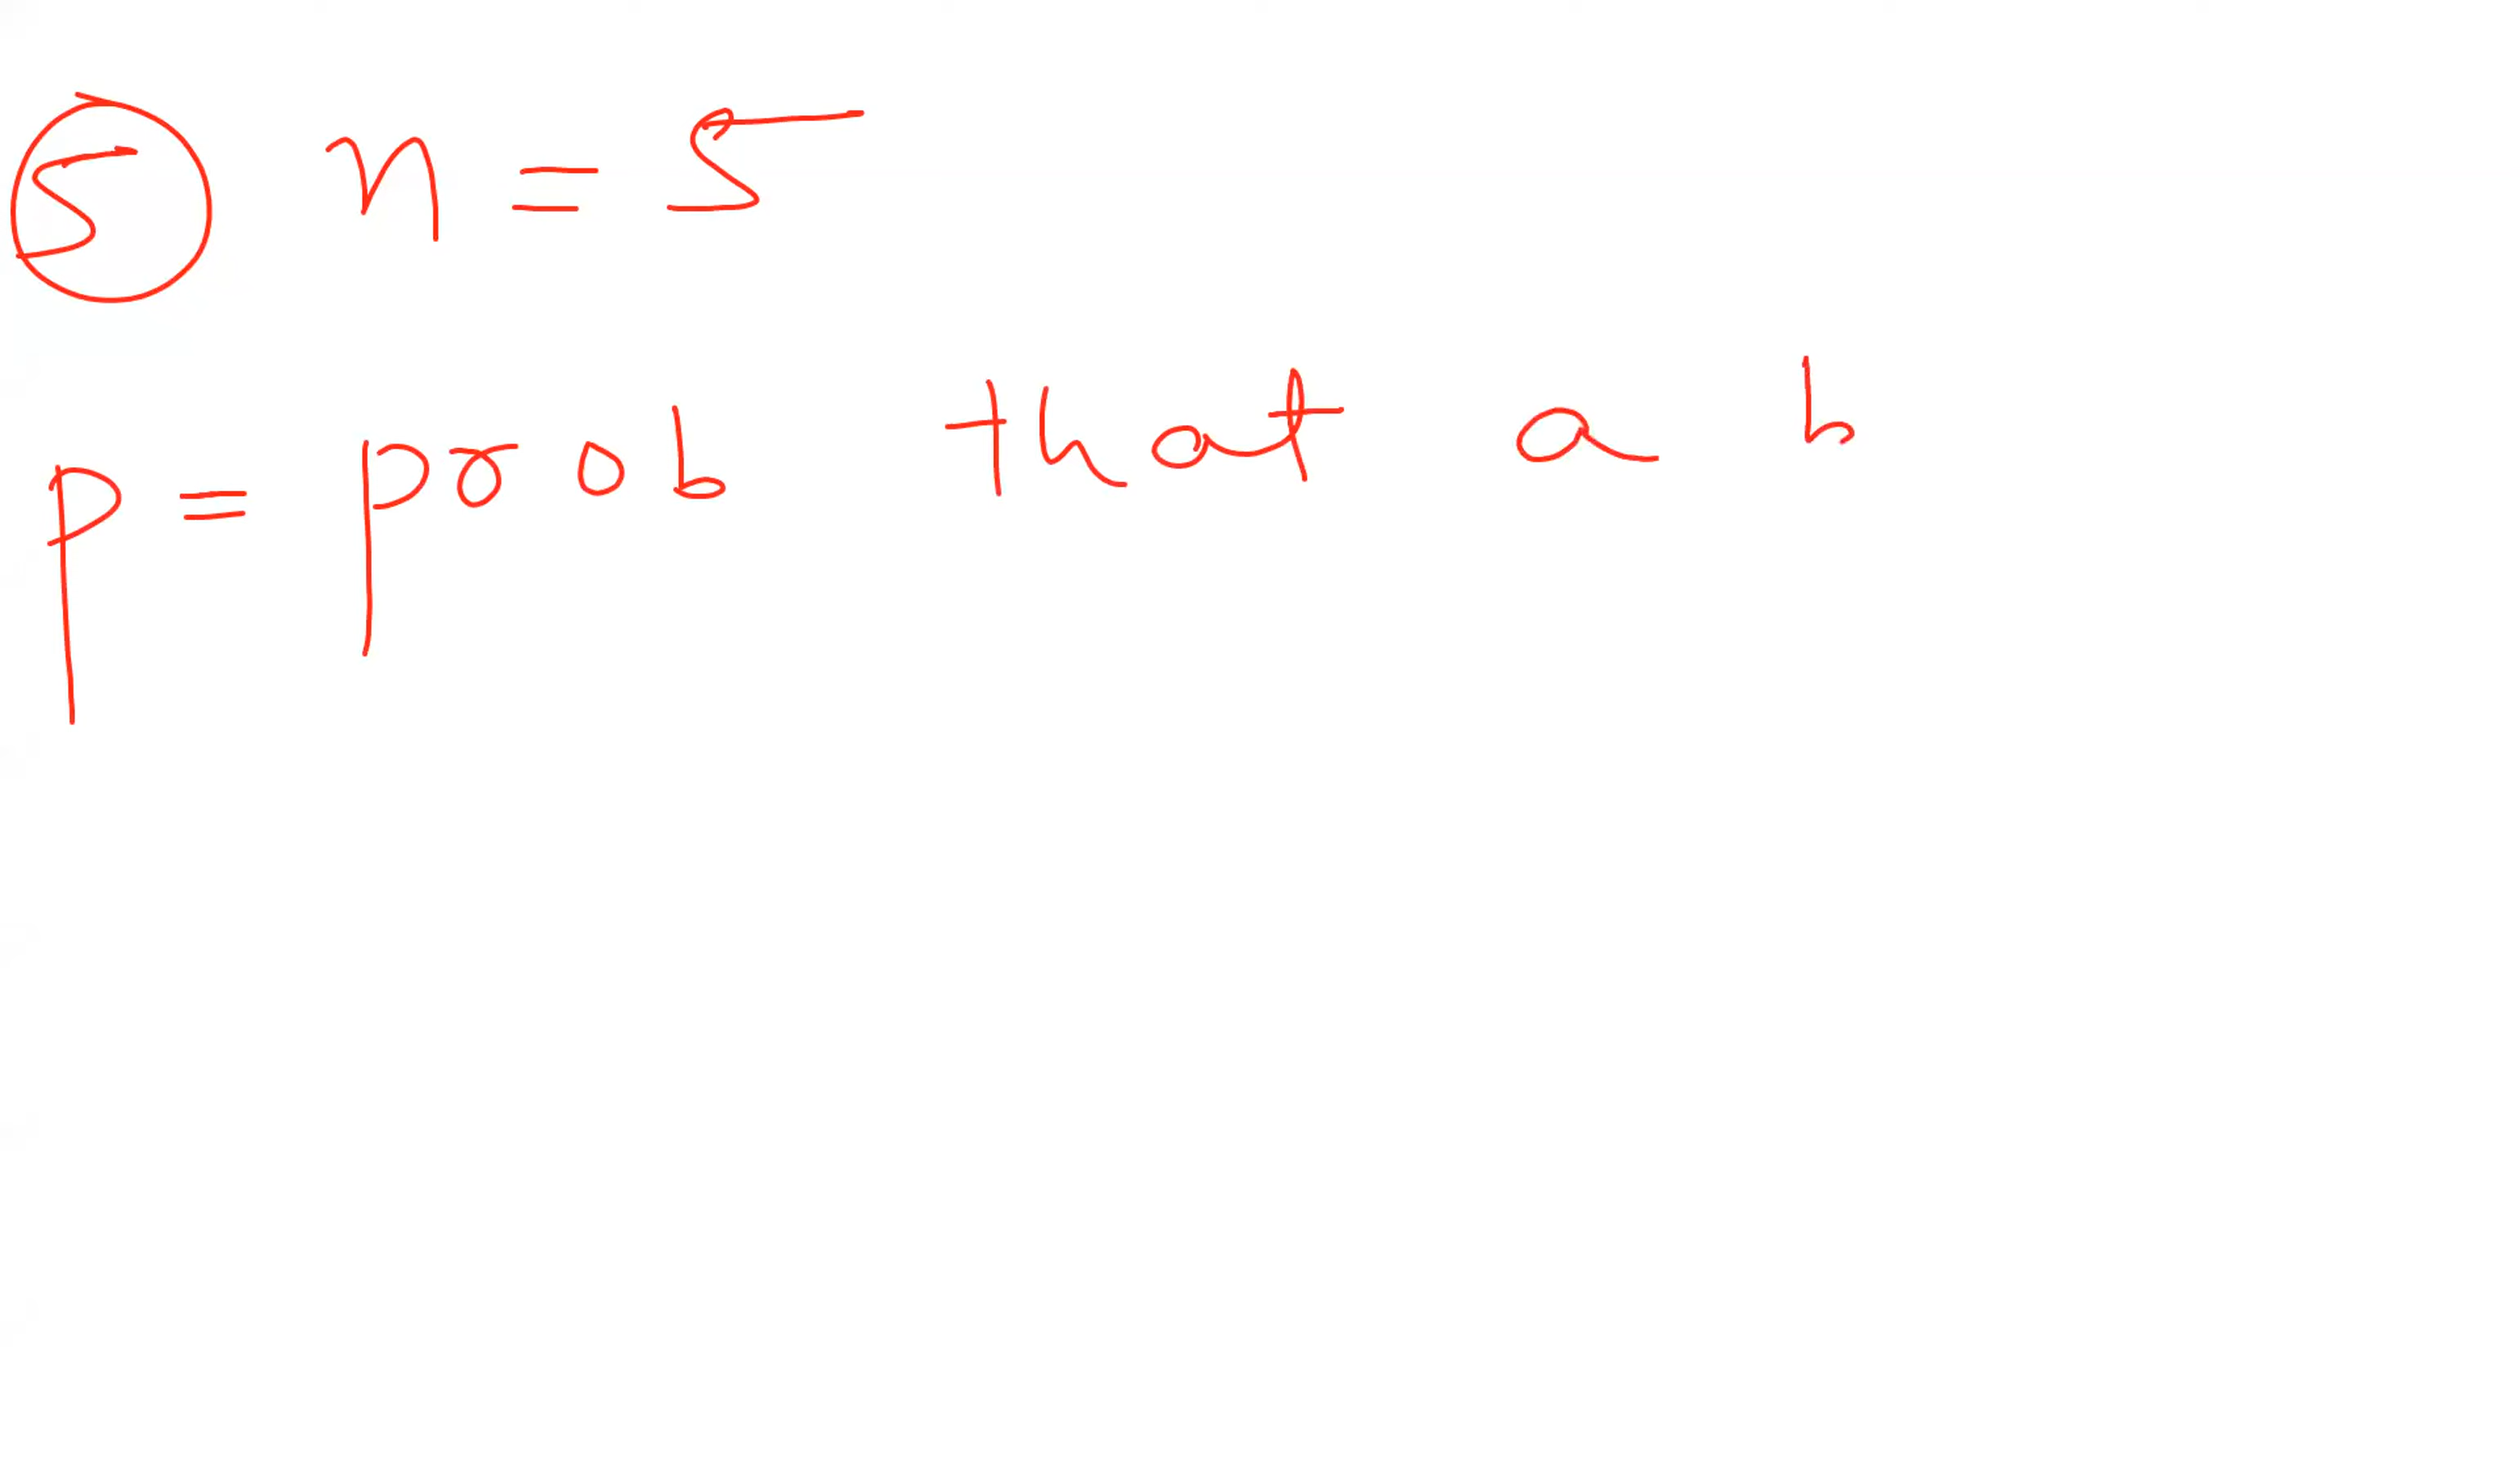 5 n = 5
p = prob that a b